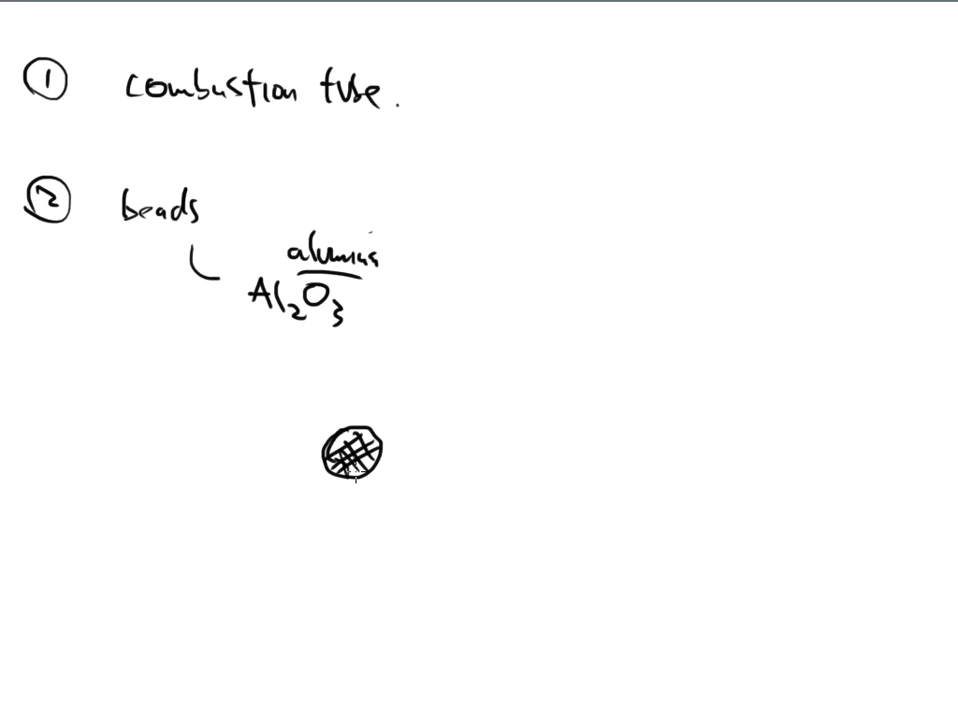 ① combustion tube.
② beads
alumina
Al₂O₃